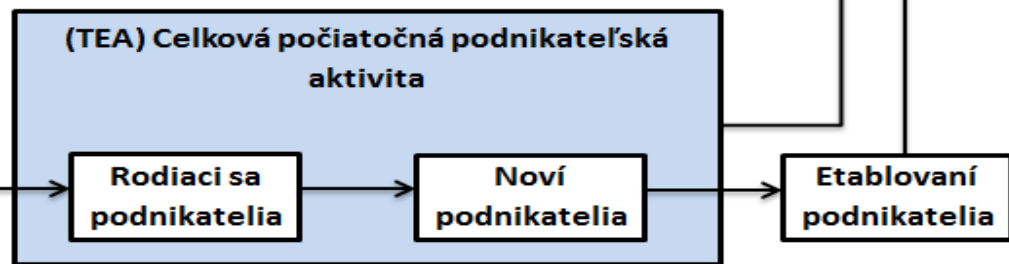 (TEA) Celková počiatočná podnikateľská
aktivita
Rodiaci sa
podnikatelia
Noví
podnikatelia
Etablovaní
podnikatelia